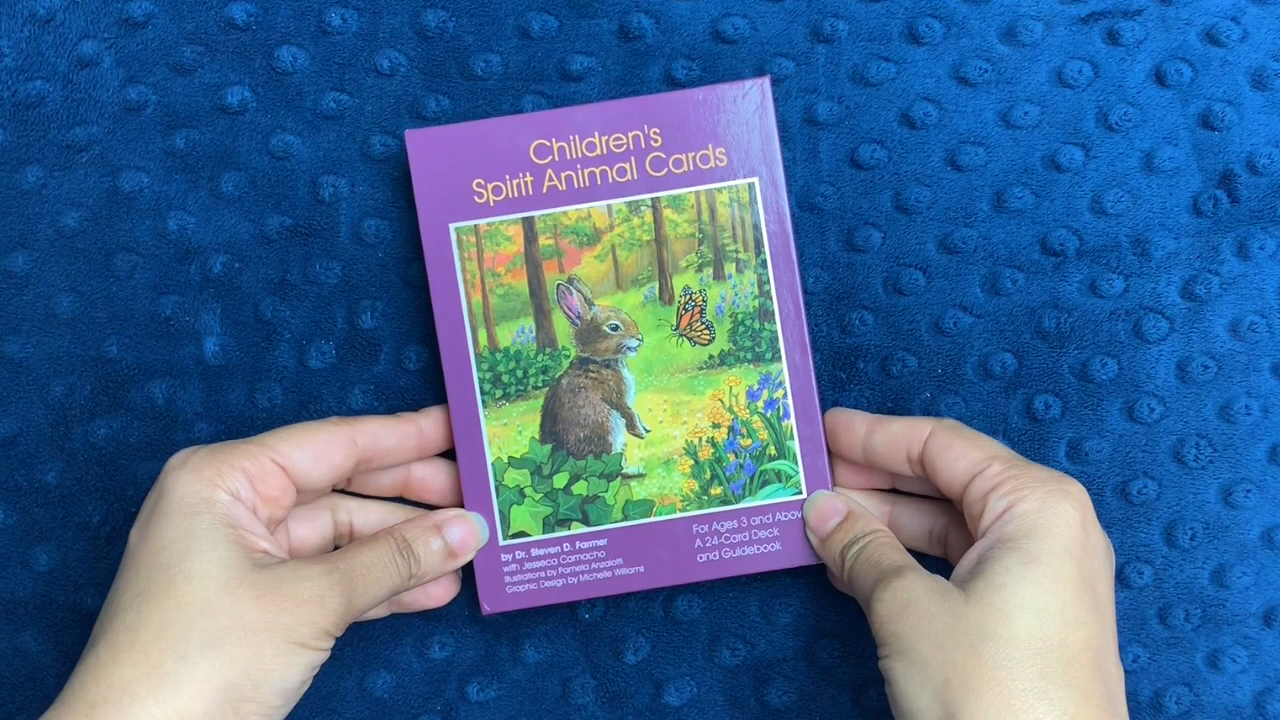 Children's
Spirit Animal Cards
by Dr. Steven D. Farmer
with Jesseca Camacho
Illustrations by Pamela Anzalotti
Graphic Design by Michelle Williams
For Ages 3 and Abov
A 24-Card Deck
and Guidebook